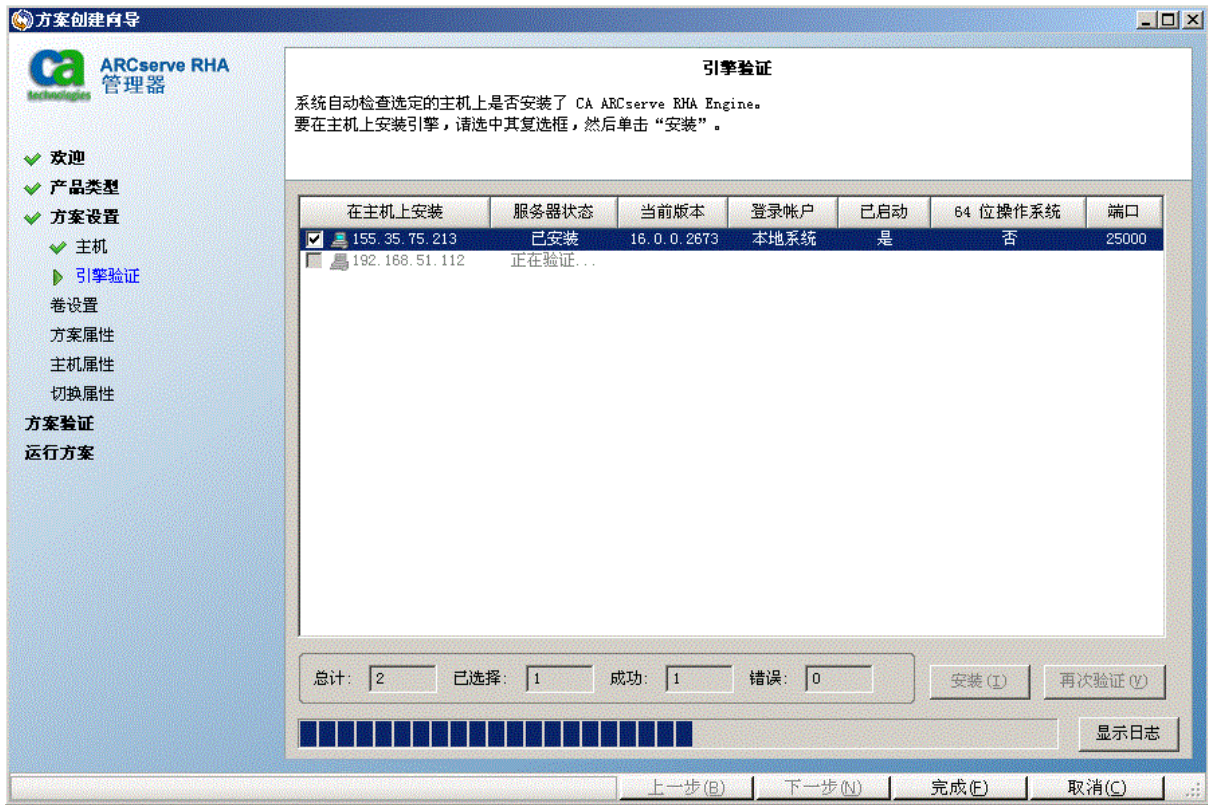 方案创建向导
ca
technologies
ARCserve RHA
管理器
欢迎
产品类型
方案设置
主机
引擎验证
卷设置
方案属性
主机属性
切换属性
方案验证
运行方案
引擎验证
系统自动检查选定的主机上是否安装了 CA ARCserve RHA Engine。
要在主机上安装引擎，请选中其复选框，然后单击“安装”。
在主机上安装 服务器状态 当前版本 登录帐户 已启动 64 位操作系统 端口
155.35.75.213 已安装 16.0.0.2673 本地系统 是 否 25000
192.168.51.112 正在验证...
总计: 2 已选择: 1 成功: 1 错误: 0 安装(I) 再次验证(V)
显示日志
上一步(B) 下一步(N) 完成(F) 取消(C)